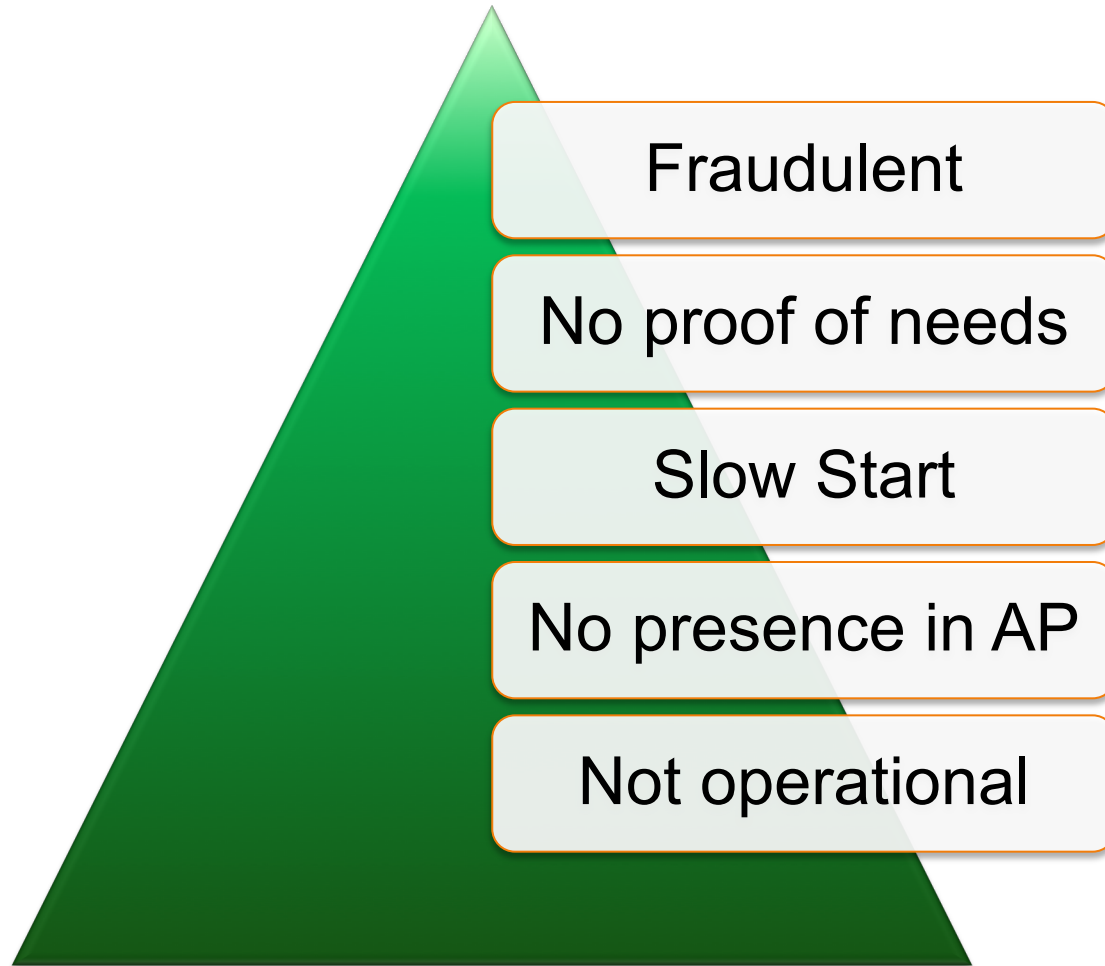 Fraudulent
No proof of needs
Slow Start
No presence in AP
Not operational